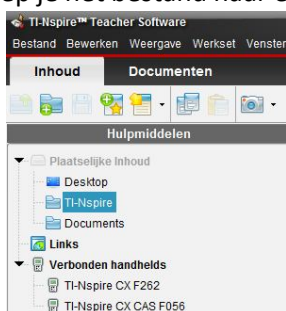 je het bestand naar
TI-Nspire™ Teacher Software
Bestand Bewerken Weergave Werkset Venster
Inhoud Documenten
Hulpmiddelen
Plaatselijke Inhoud
Desktop
TI-Nspire
Documents
Links
Verbonden handhelds
TI-Nspire CX F262
TI-Nspire CX CAS F056